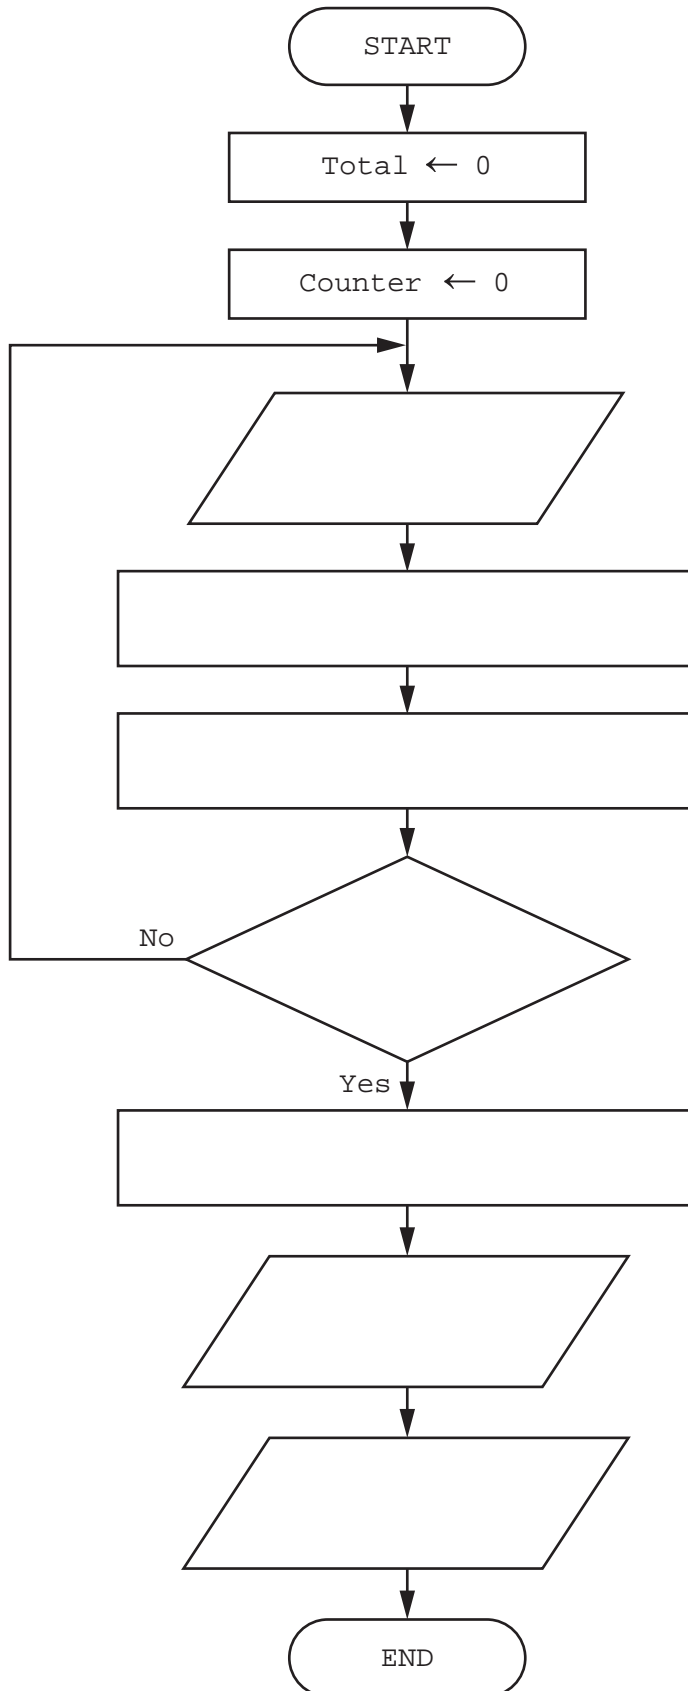 START
Total ← 0
Counter ← 0
No
Yes
END